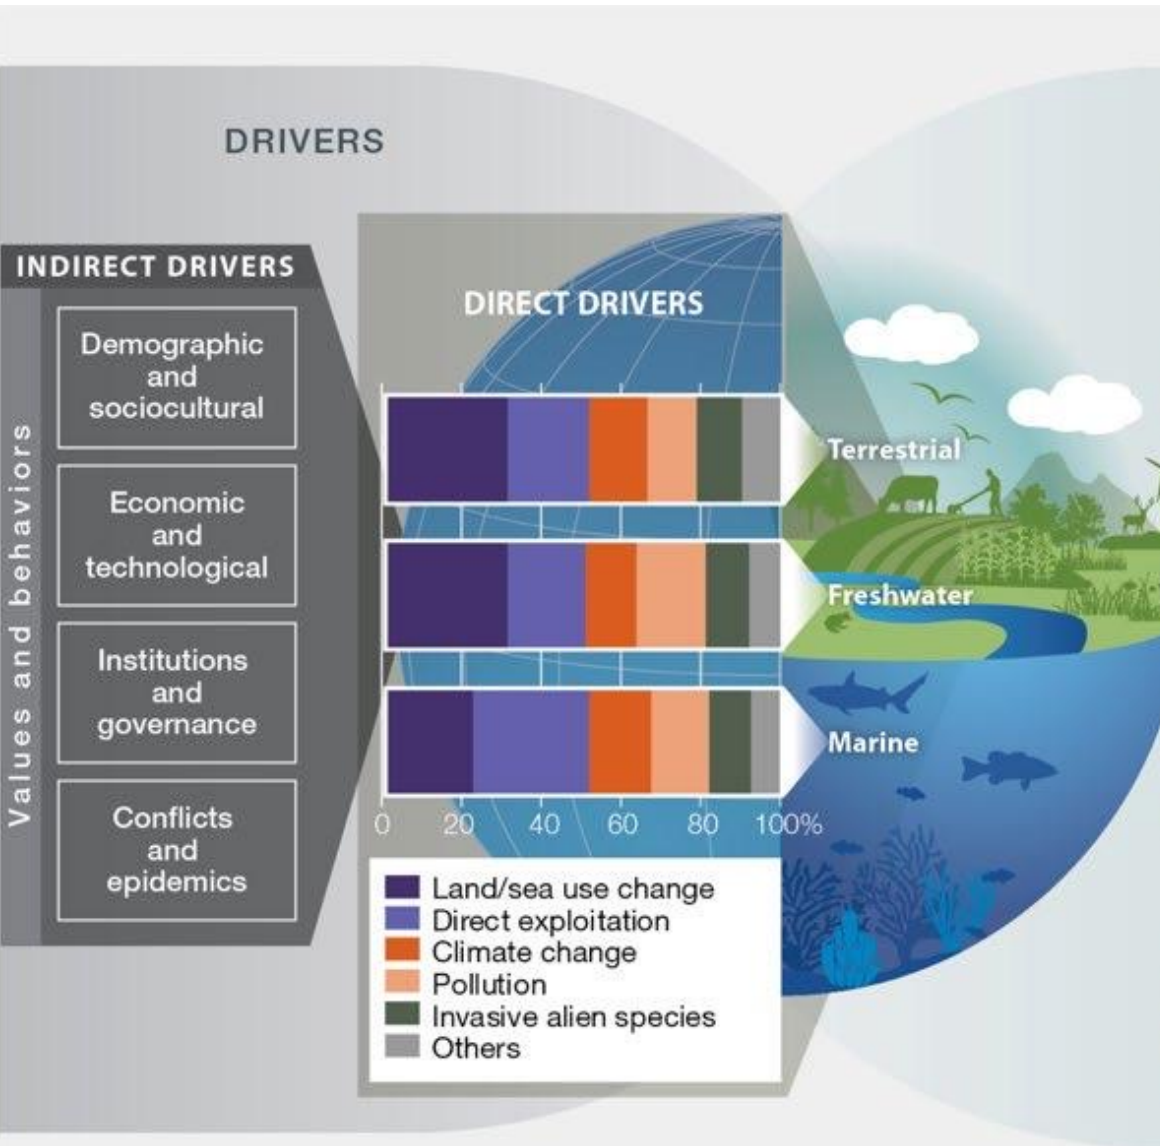 DRIVERS
INDIRECT DRIVERS
Values and behaviors
Demographic
and
sociocultural
Economic
and
technological
Institutions
and
governance
Conflicts
and
epidemics
DIRECT DRIVERS
Terrestrial
Freshwater
Marine
0 20 40 60 80 100%
Land/sea use change
Direct exploitation
Climate change
Pollution
Invasive alien species
Others